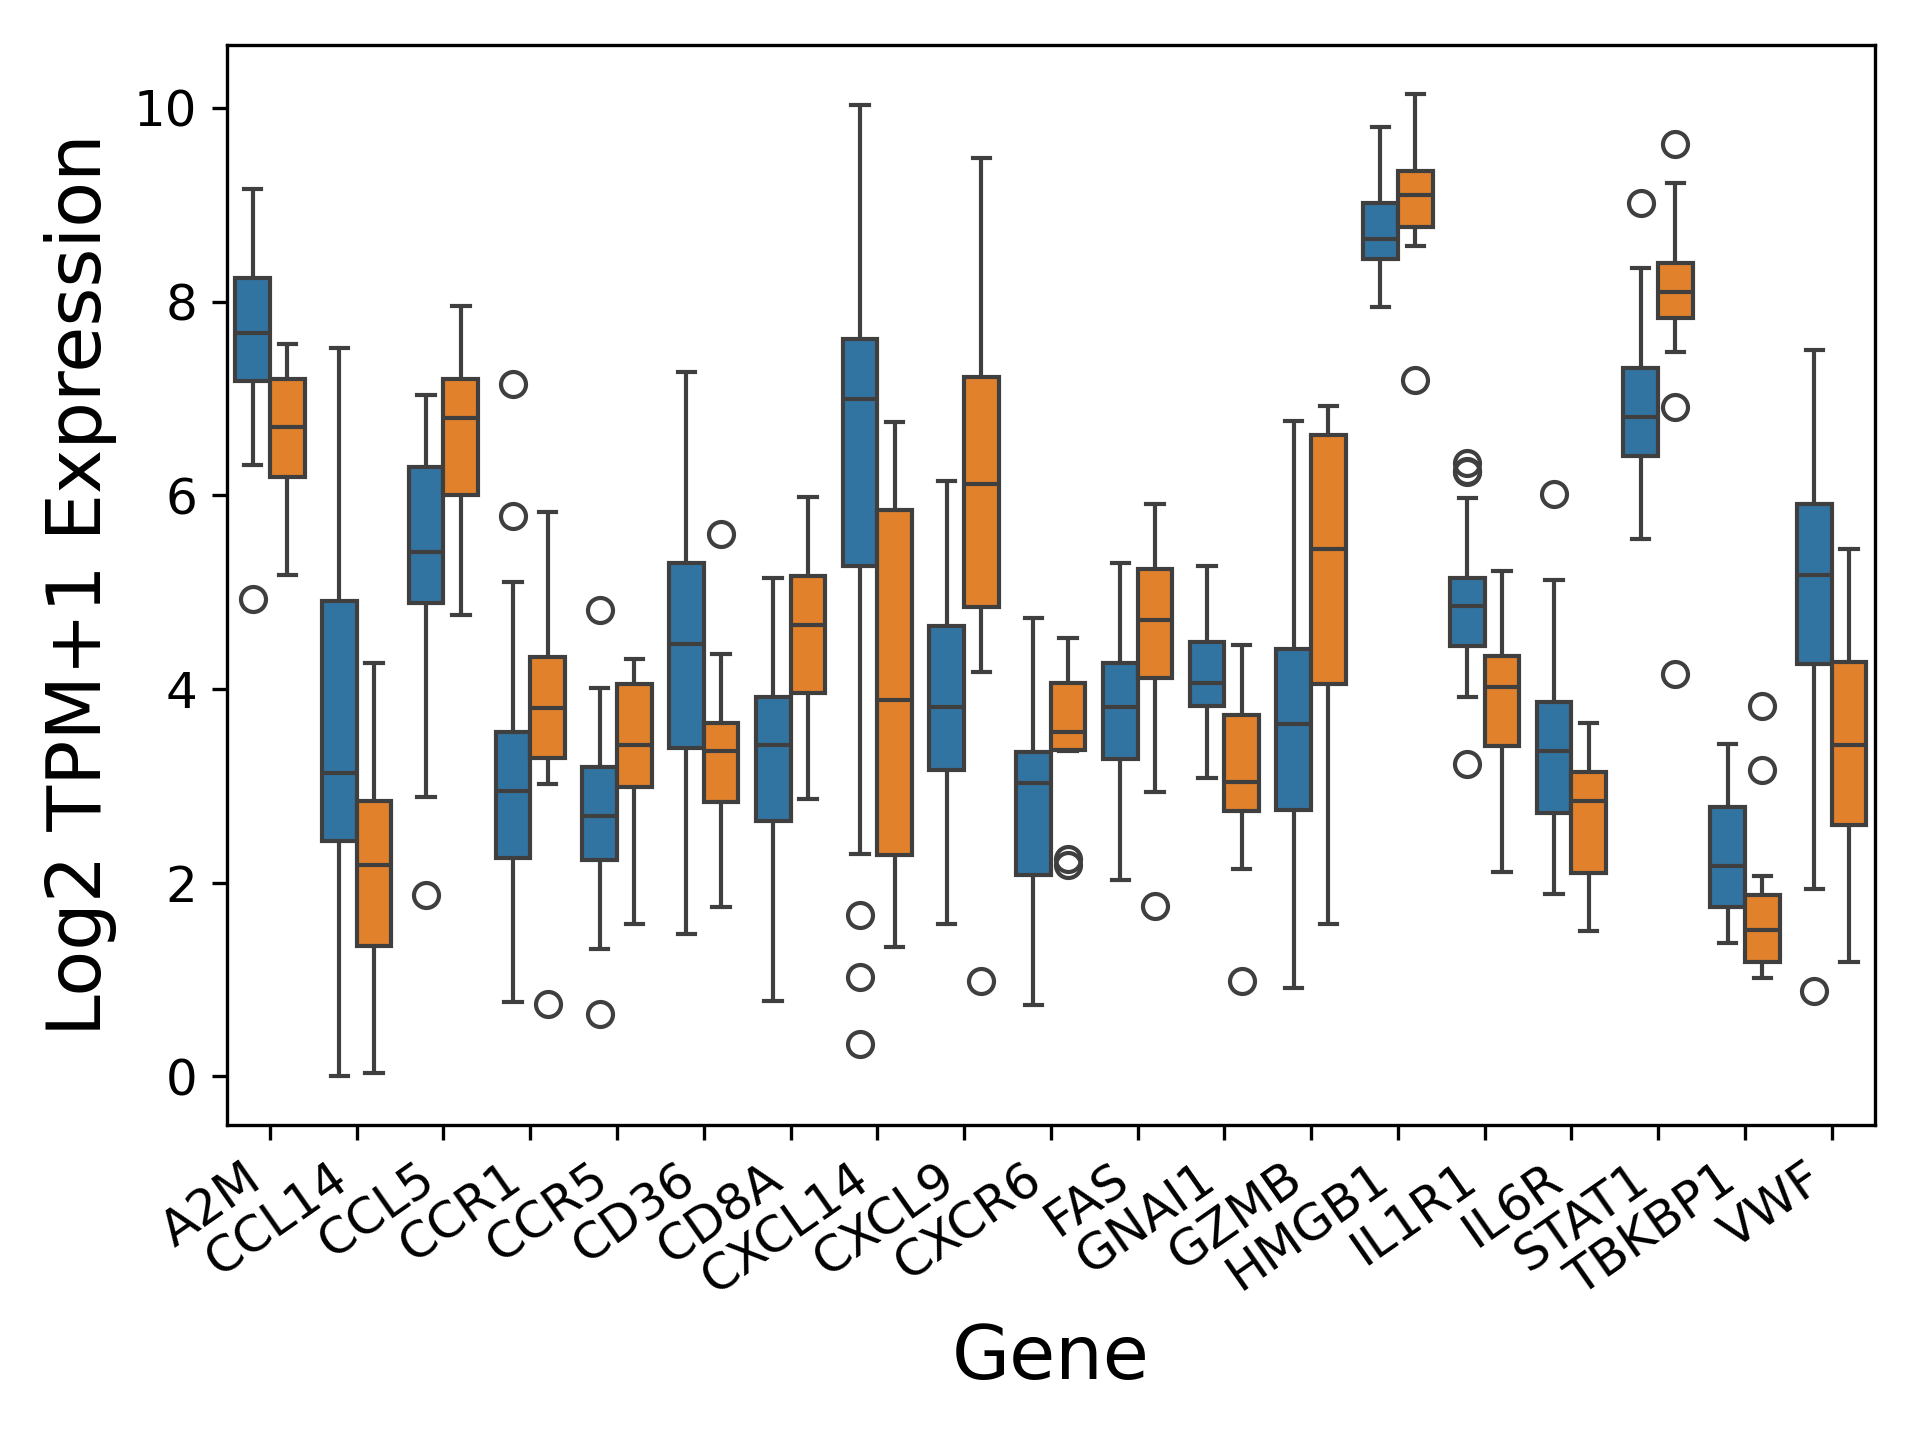 Log2 TPM+1 Expression
10
8
6
4
2
0
A2M
CCL14
CCL5
CCR1
CCR5
CD36
CD8A
CXCL14
CXCL9
CXCR6
FAS
GNAI1
GZMB
HMGB1
IL1R1
IL6R
STAT1
TBKBP1
VWF
Gene